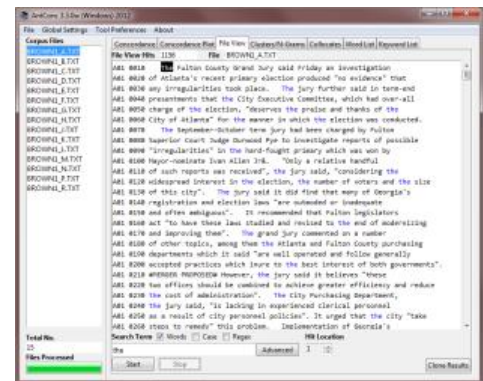 AntConc 3.3.5w (Windows) 2012
File Global Settings Tool Preferences About
Corpus Files
BROWN1_A.TXT
BROWN1_B.TXT
BROWN1_C.TXT
BROWN1_D.TXT
BROWN1_E.TXT
BROWN1_F.TXT
BROWN1_G.TXT
BROWN1_H.TXT
BROWN1_J.TXT
BROWN1_K.TXT
BROWN1_L.TXT
BROWN1_M.TXT
BROWN1_N.TXT
BROWN1_P.TXT
BROWN1_R.TXT
Total No.
15
Files Processed
Concordance Concordance Plot File View Clusters/N-Grams Collocates Word List Keyword List
File View Hits 1136 File BROWN1_A.TXT
A01 0010 The Fulton County Grand Jury said Friday an investigation
A01 0020 of Atlanta's recent primary election produced "no evidence" that
A01 0030 any irregularities took place. The jury further said in term-end
A01 0040 presentments that the City Executive Committee, which had over-all
A01 0050 charge of the election, "deserves the praise and thanks of the
A01 0060 City of Atlanta" for the manner in which the election was conducted.
A01 0070 The September-October term jury had been charged by Fulton
A01 0080 Superior Court Judge Durwood Pye to investigate reports of possible
A01 0090 "irregularities" in the hard-fought primary which was won by
A01 0100 Mayor-nominate Ivan Allen Jr&. "Only a relative handful
A01 0110 of such reports was received", the jury said, "considering the
A01 0120 widespread interest in the election, the number of voters and the size
A01 0130 of this city". The jury said it did find that many of Georgia's
A01 0140 registration and election laws "are outmoded or inadequate
A01 0150 and often ambiguous". It recommended that Fulton legislators
A01 0160 act "to have these laws studied and revised to the end of modernizing
A01 0170 and improving them". The grand jury commented on a number
A01 0180 of other topics, among them the Atlanta and Fulton County purchasing
A01 0190 departments which it said "are well operated and follow generally
A01 0200 accepted practices which inure to the best interest of both governments".
A01 0210 #MERGER PROPOSED# However, the jury said it believes "these
A01 0220 two offices should be combined to achieve greater efficiency and reduce
A01 0230 the cost of administration". The City Purchasing Department,
A01 0240 the jury said, "is lacking in experienced clerical personnel
A01 0250 as a result of city personnel policies". It urged that the city "take
A01 0260 steps to remedy" this problem. Implementation of Georgia's
Search Term Words Case Regex Hit Location
the Advanced 1
Start Stop Clone Results